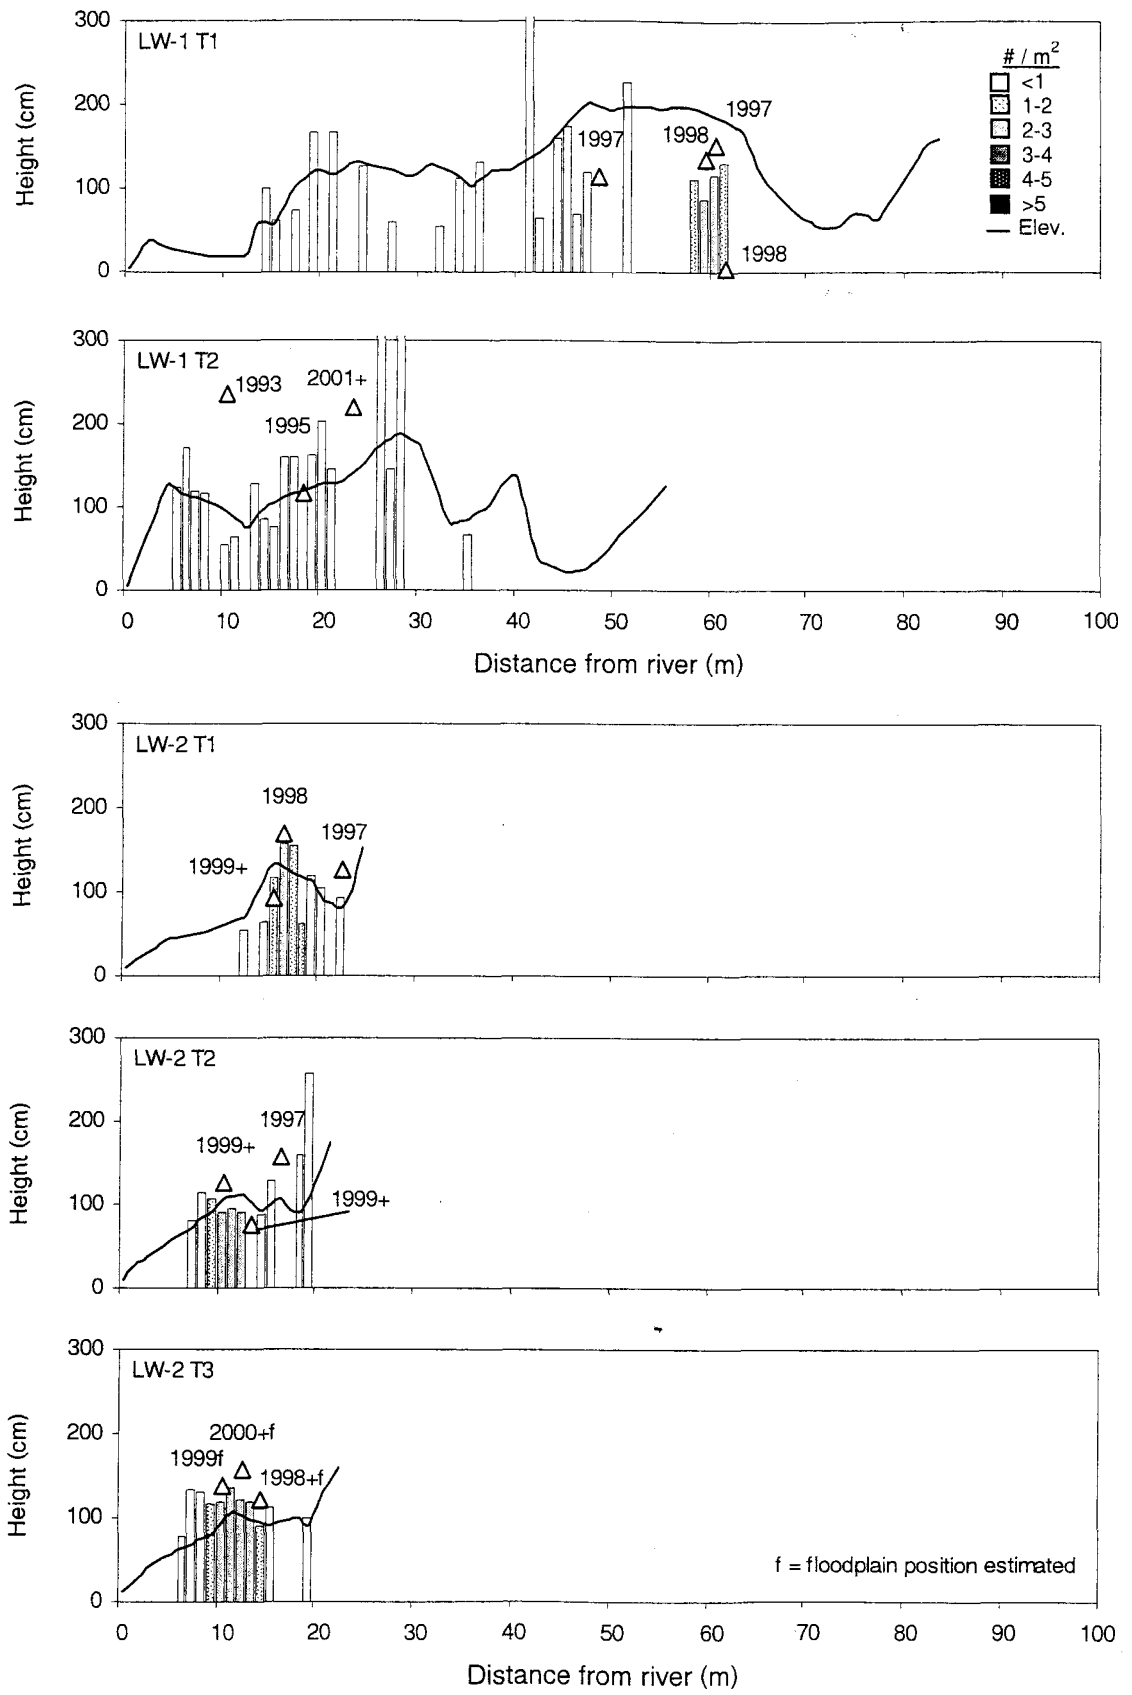 300
LW-1 T1
# / m²
<1
1-2
2-3
3-4
4-5
>5
Elev.
200
1997
1998
1997
100
1998
0
Height (cm)
300
LW-1 T2
1993
2001+
1995
200
100
0
Height (cm)
0 10 20 30 40 50 60 70 80 90 100
Distance from river (m)
300
LW-2 T1
1998
200
1997
1999+
100
0
Height (cm)
300
LW-2 T2
200
1997
1999+
1999+
100
0
Height (cm)
300
LW-2 T3
200
2000+f
1999f
1998+f
100
f = floodplain position estimated
0
Height (cm)
0 10 20 30 40 50 60 70 80 90 100
Distance from river (m)